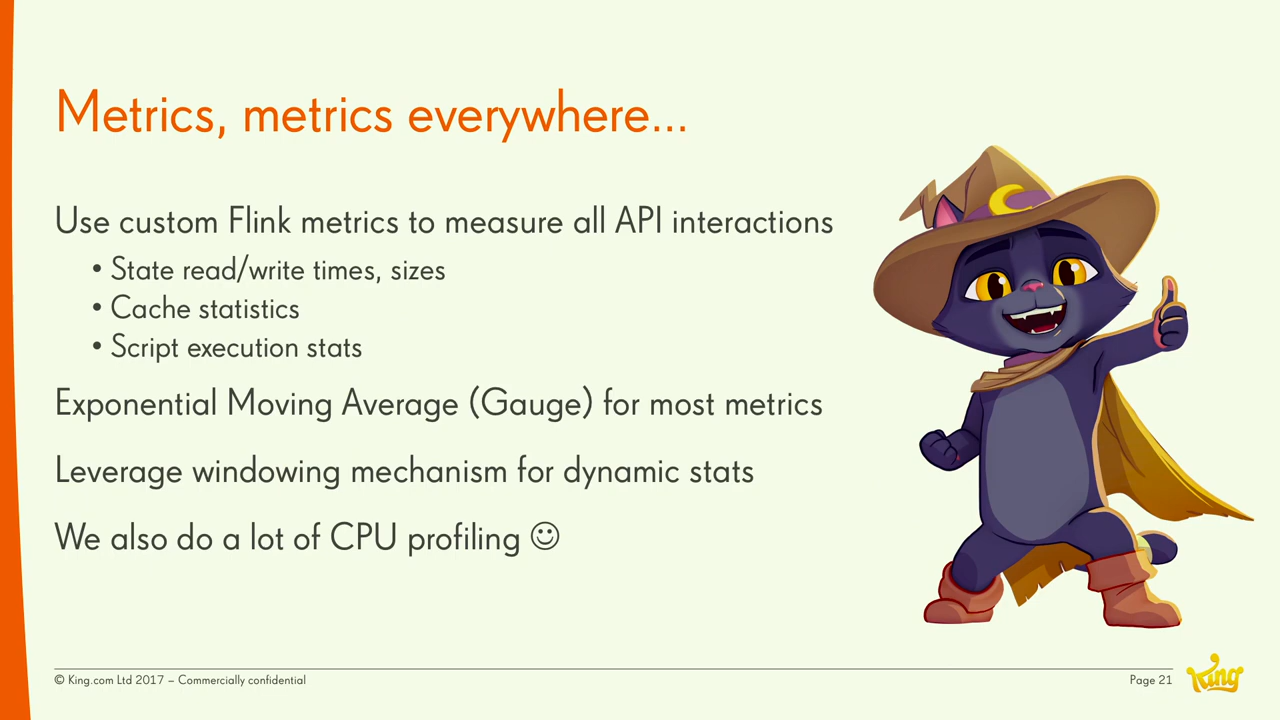 Metrics, metrics everywhere...
Use custom Flink metrics to measure all API interactions
• State read/write times, sizes
• Cache statistics
• Script execution stats
Exponential Moving Average (Gauge) for most metrics
Leverage windowing mechanism for dynamic stats
We also do a lot of CPU profiling ☺
© King.com Ltd 2017 – Commercially confidential
Page 21
King